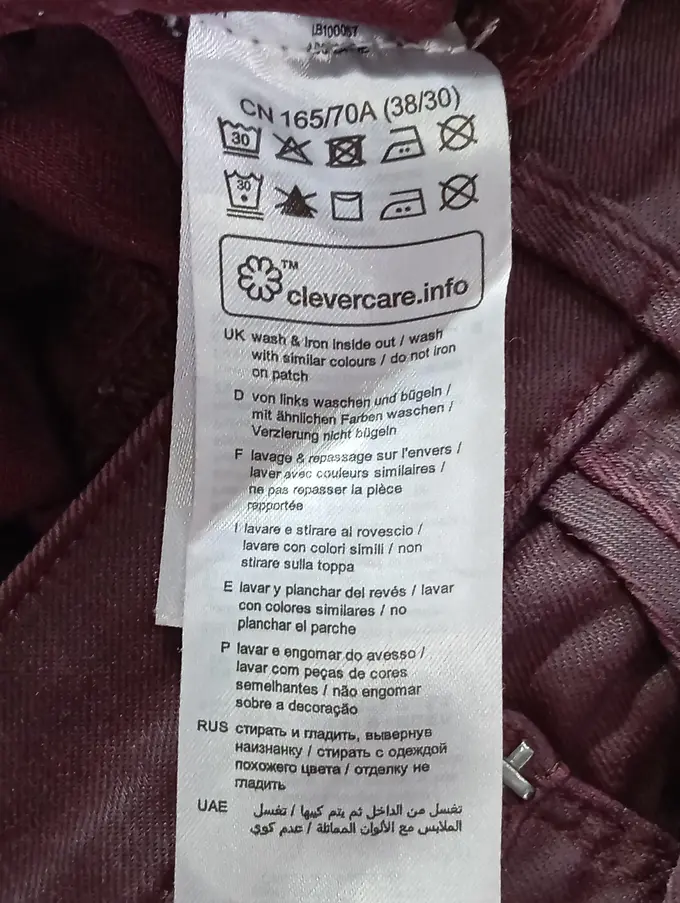 LB100057
CN 165/70A (38/30)
30
30
TM
clevercare.info
UK wash & iron inside out / wash
with similar colours / do not iron
on patch
D von links waschen und bügeln /
mit ähnlichen Farben waschen /
Verzierung nicht bügeln
F lavage & repassage sur l'envers /
laver avec couleurs similaires /
ne pas repasser la pièce
rapportée
I lavare e stirare al rovescio /
lavare con colori simili / non
stirare sulla toppa
E lavar y planchar del revés / lavar
con colores similares / no
planchar el parche
P lavar e engomar do avesso /
lavar com peças de cores
semelhantes / não engomar
sobre a decoração
RUS стирать и гладить, вывернув
наизнанку / стирать с одеждой
похожего цвета / отделку не
гладить
UAE تغسل من الداخل ثم يتم كيها / تغسل
الملابس مع الألوان المماثلة / عدم كوي